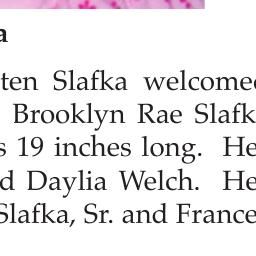 a
ten Slafka welcomed
Brooklyn Rae Slafk
s 19 inches long. He
d Daylia Welch. He
Slafka, Sr. and France